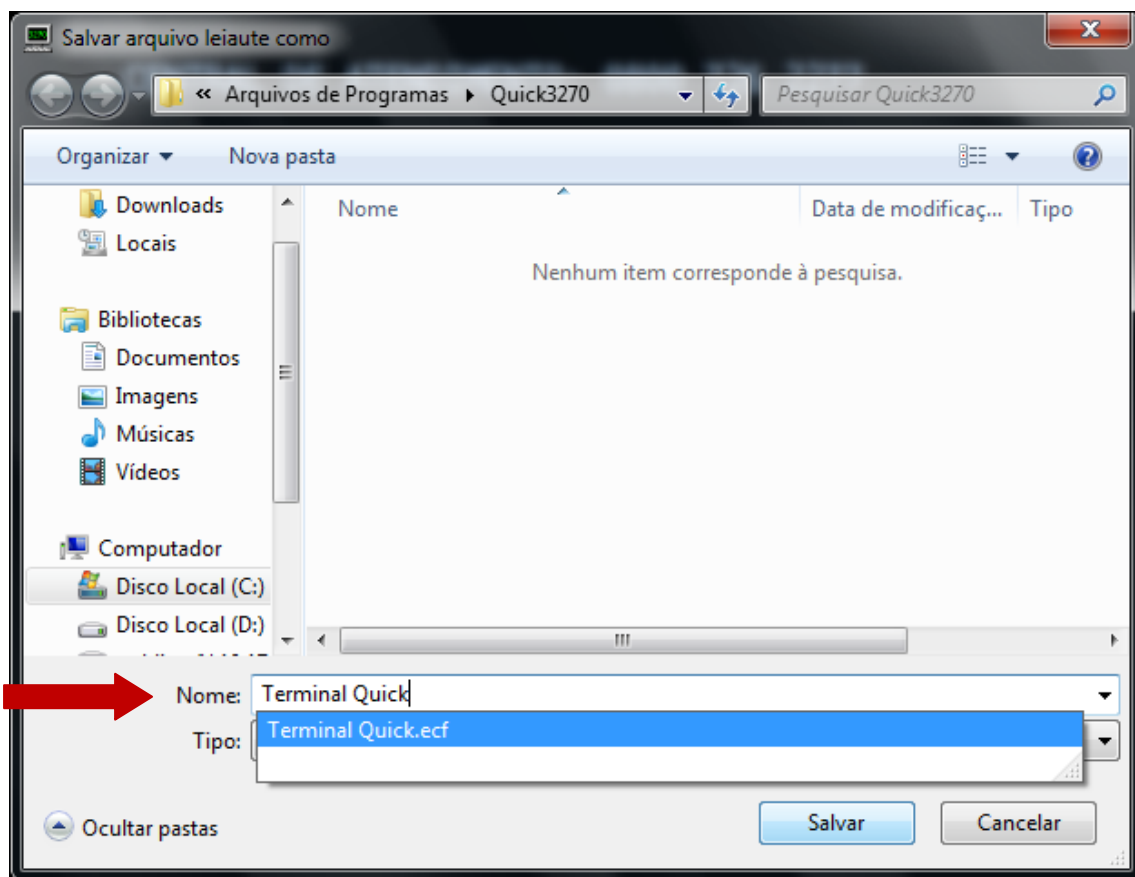 Salvar arquivo leiaute como
« Arquivos de Programas Quick3270
Pesquisar Quick3270
Organizar Nova pasta
Downloads
Locais
Bibliotecas
Documentos
Imagens
Músicas
Vídeos
Computador
Disco Local (C:)
Disco Local (D:)
Nome Data de modificaç... Tipo
Nenhum item corresponde à pesquisa.
Nome: Terminal Quick
Tipo:
Terminal Quick.ecf
Ocultar pastas
Salvar Cancelar